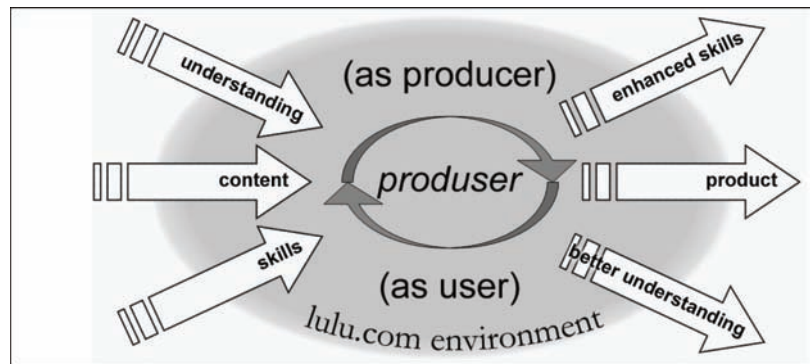 understanding
(as producer)
enhanced skills
content
produser
product
skills
(as user)
better understanding
lulu.com environment